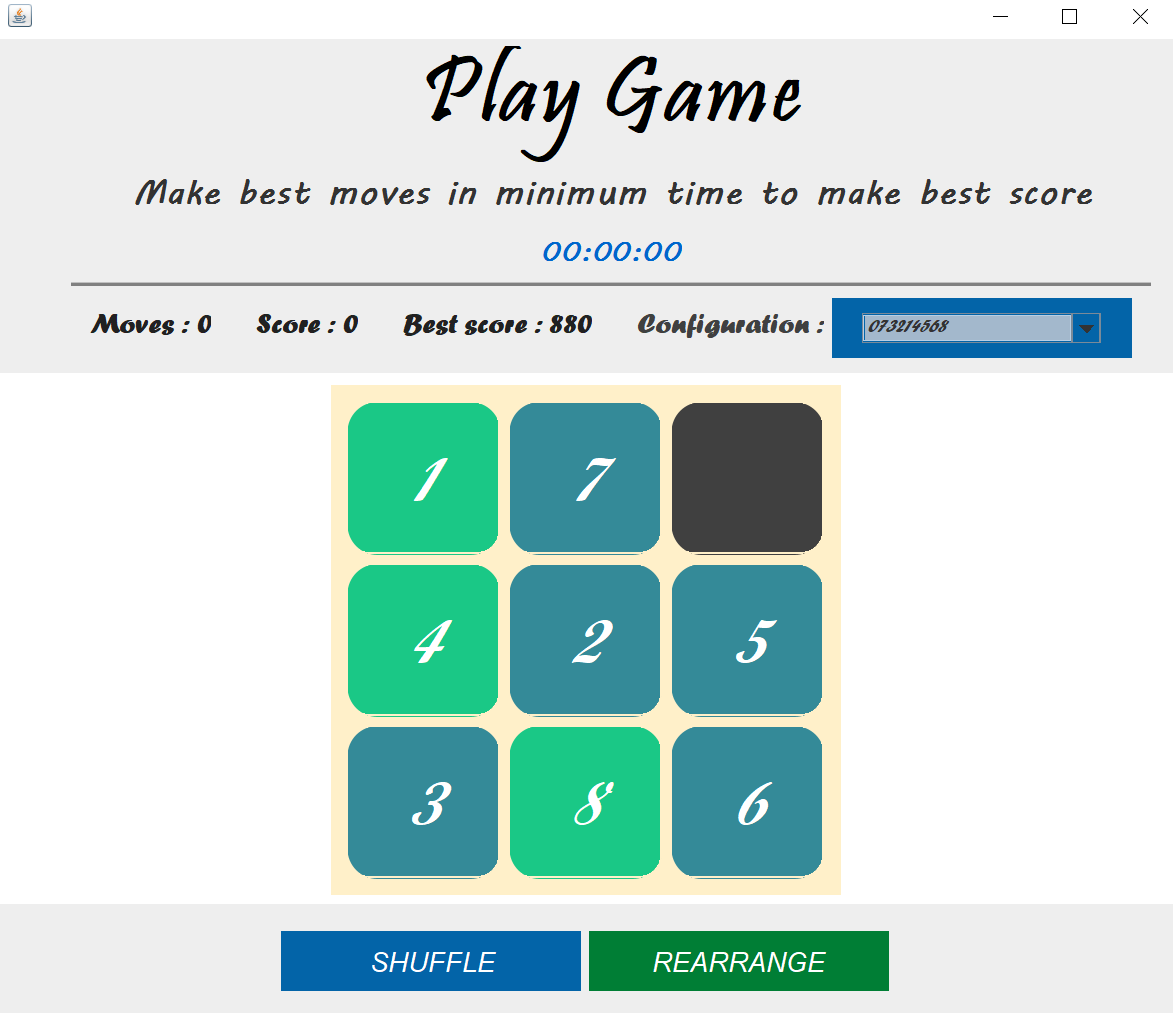 Play Game
Make best moves in minimum time to make best score
00:00:00
Moves : 0 Score : 0 Best score : 880 Configuration : 073214568
1 7
4 2 5
3 8 6
SHUFFLE REARRANGE